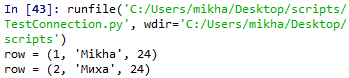 In [43]: runfile('C:/Users/mikha/Desktop/scripts/
TestConnection.py', wdir='C:/Users/mikha/Desktop/
scripts')
row = (1, 'Mikha', 24)
row = (2, 'Миха', 24)